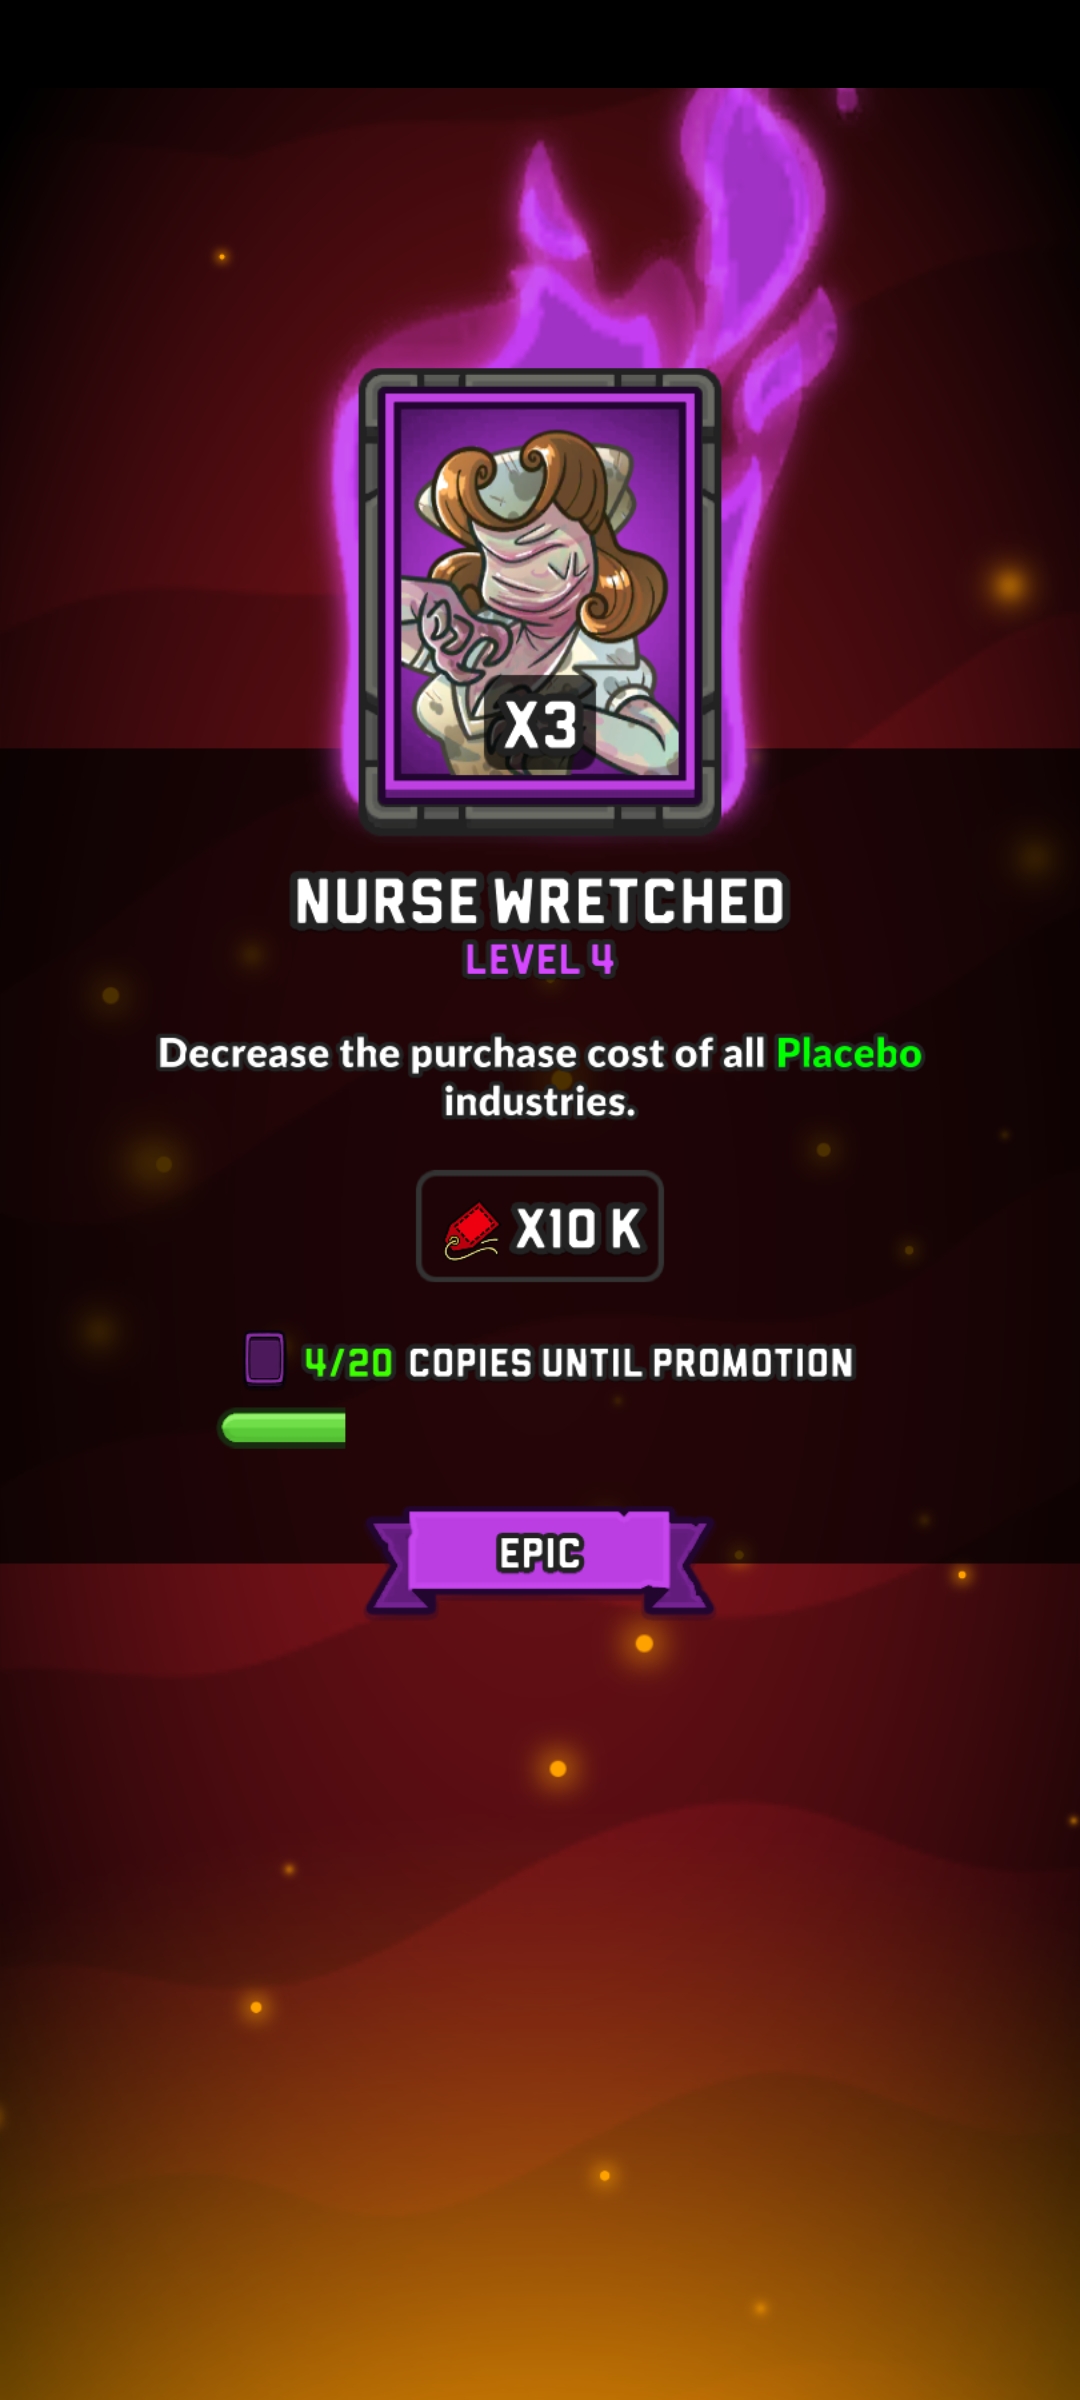 X3
NURSE WRETCHED
LEVEL 4
Decrease the purchase cost of all Placebo
industries.
X10 K
4/20 COPIES UNTIL PROMOTION
EPIC